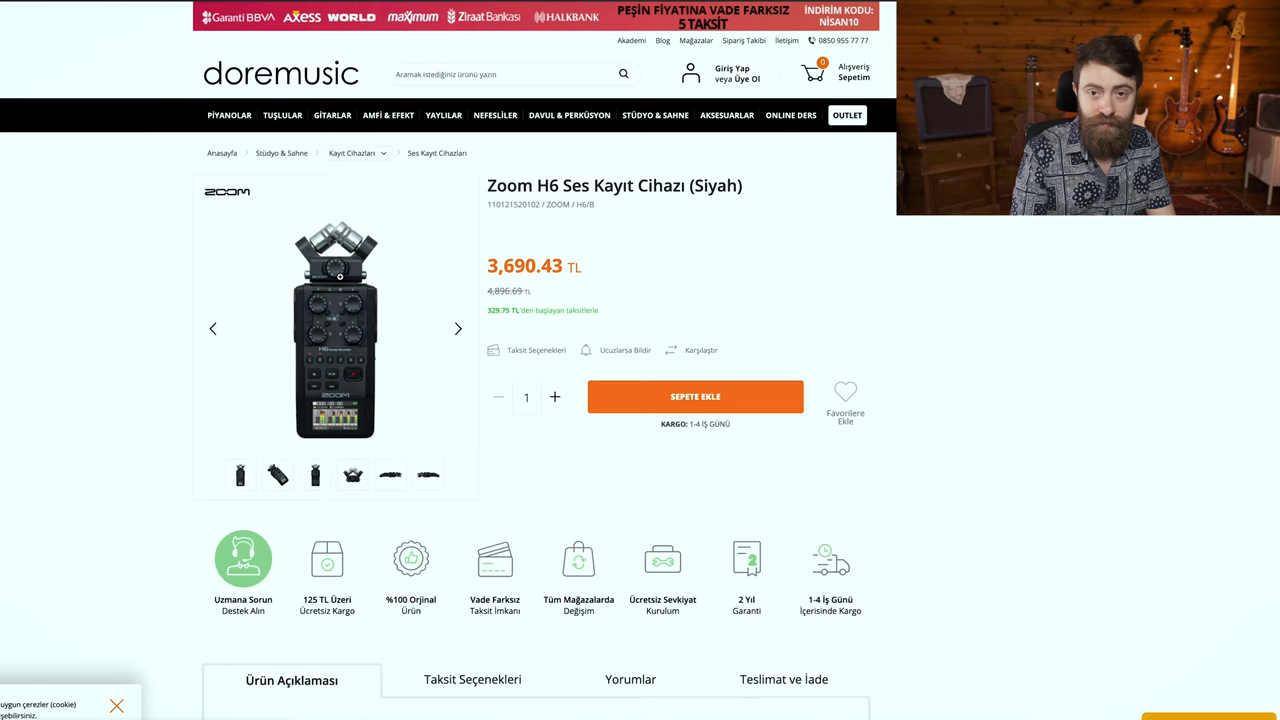 Garanti BBVA AXESS WORLD maximum Ziraat Bankası HALKBANK PEŞİN FİYATINA VADE FARKSIZ 5 TAKSİT İNDİRİM KODU: NİSAN10
Akademi Blog Mağazalar Sipariş Takibi İletişim 0850 955 77 77
doremusic
Aramak istediğiniz ürünü yazın
Giriş Yap
veya Üye Ol
0
Alışveriş
Sepetim
PİYANOLAR TUŞLULAR GİTARLAR AMFİ & EFEKT YAYLILAR NEFESLİLER DAVUL & PERKÜSYON STÜDYO & SAHNE AKSESUARLAR ONLINE DERS OUTLET
Anasayfa Stüdyo & Sahne Kayıt Cihazları Ses Kayıt Cihazları
zoom
Zoom H6 Ses Kayıt Cihazı (Siyah)
110121520102 / ZOOM / H6/B
3,690.43 TL
4,896.69 TL
329.75 TL'den başlayan taksitlerle
Taksit Seçenekleri Ucuzlarsa Bildir Karşılaştır
1
SEPETE EKLE
KARGO: 1-4 İŞ GÜNÜ
Favorilere
Ekle
H6
zoom
Uzmana Sorun
Destek Alın
125 TL Üzeri
Ücretsiz Kargo
%100 Orjinal
Ürün
Vade Farksız
Taksit İmkanı
Tüm Mağazalarda
Değişim
Ücretsiz Sevkiyat
Kurulum
2
2 Yıl
Garanti
1-4 İş Günü
İçerisinde Kargo
Ürün Açıklaması Taksit Seçenekleri Yorumlar Teslimat ve İade
uygun çerezler (cookie)
şebilirsiniz.